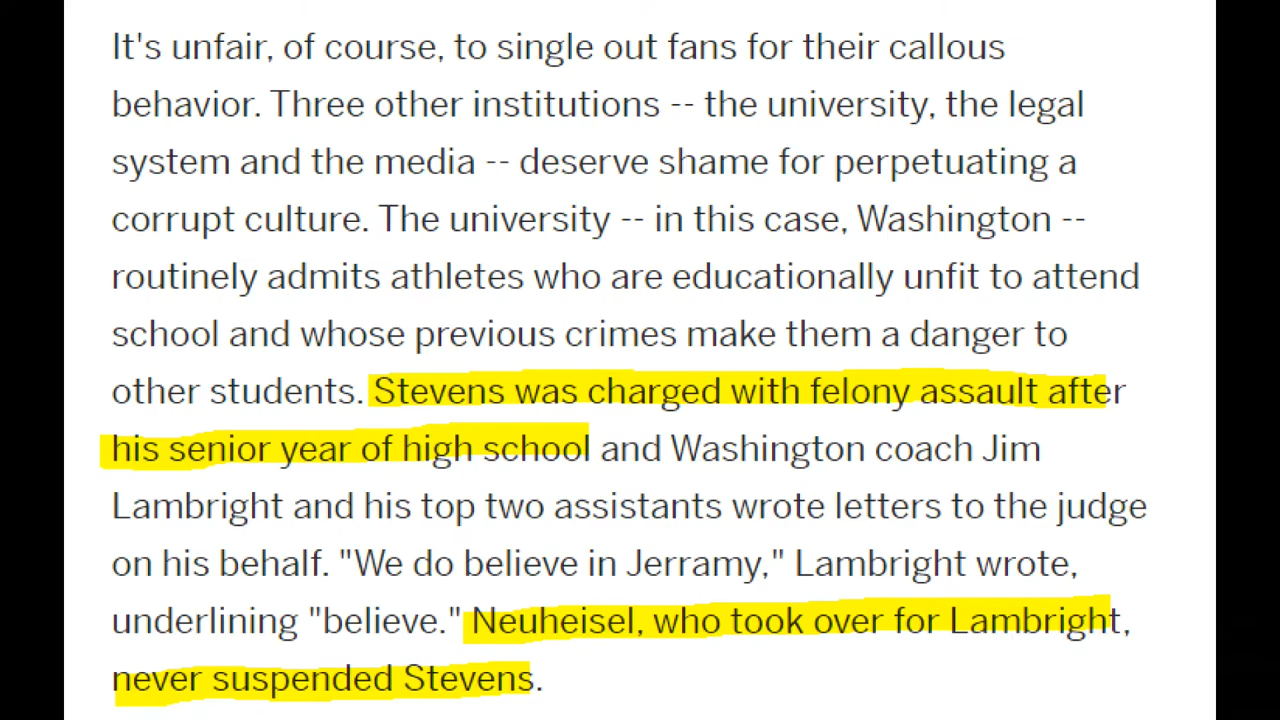 It's unfair, of course, to single out fans for their callous
behavior. Three other institutions -- the university, the legal
system and the media -- deserve shame for perpetuating a
corrupt culture. The university -- in this case, Washington --
routinely admits athletes who are educationally unfit to attend
school and whose previous crimes make them a danger to
other students. Stevens was charged with felony assault after
his senior year of high school and Washington coach Jim
Lambright and his top two assistants wrote letters to the judge
on his behalf. "We do believe in Jerramy," Lambright wrote,
underlining "believe." Neuheisel, who took over for Lambright,
never suspended Stevens.